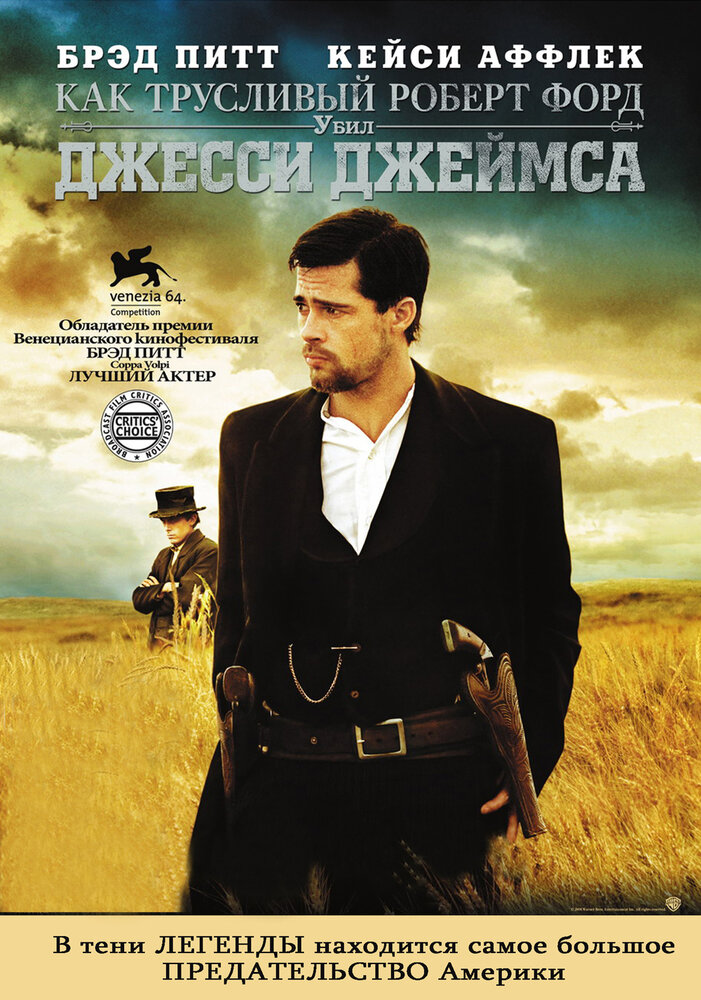 БРЭД ПИТТ КЕЙСИ АФФЛЕК
КАК ТРУСЛИВЫЙ РОБЕРТ ФОРД
УБИЛ
ДЖЕССИ ДЖЕЙМСА
venezia 64.
Competition
Обладатель премии
Венецианского кинофестиваля
БРЭД ПИТТ
Coppa Volpi
ЛУЧШИЙ АКТЕР
BROADCAST FILM CRITICS ASSOCIATION
CRITICS'
CHOICE
WB
В тени ЛЕГЕНДЫ находится самое большое
ПРЕДАТЕЛЬСТВО Америки